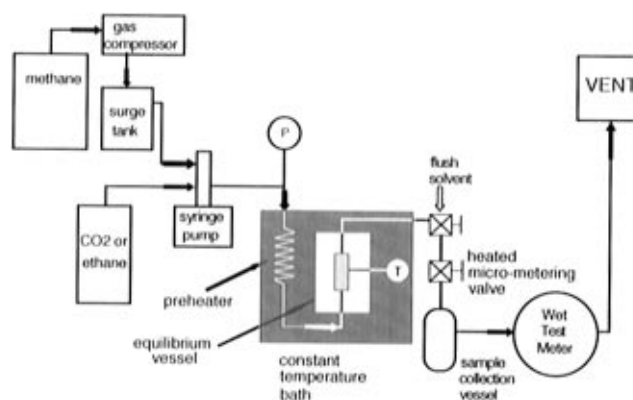 gas
compressor
methane
surge
tank
VENT
P
flush
solvent
CO2 or
ethane
syringe
pump
T
heated
micro-metering
valve
preheater
equilibrium
vessel
constant
temperature
bath
sample
collection
vessel
Wet
Test
Meter